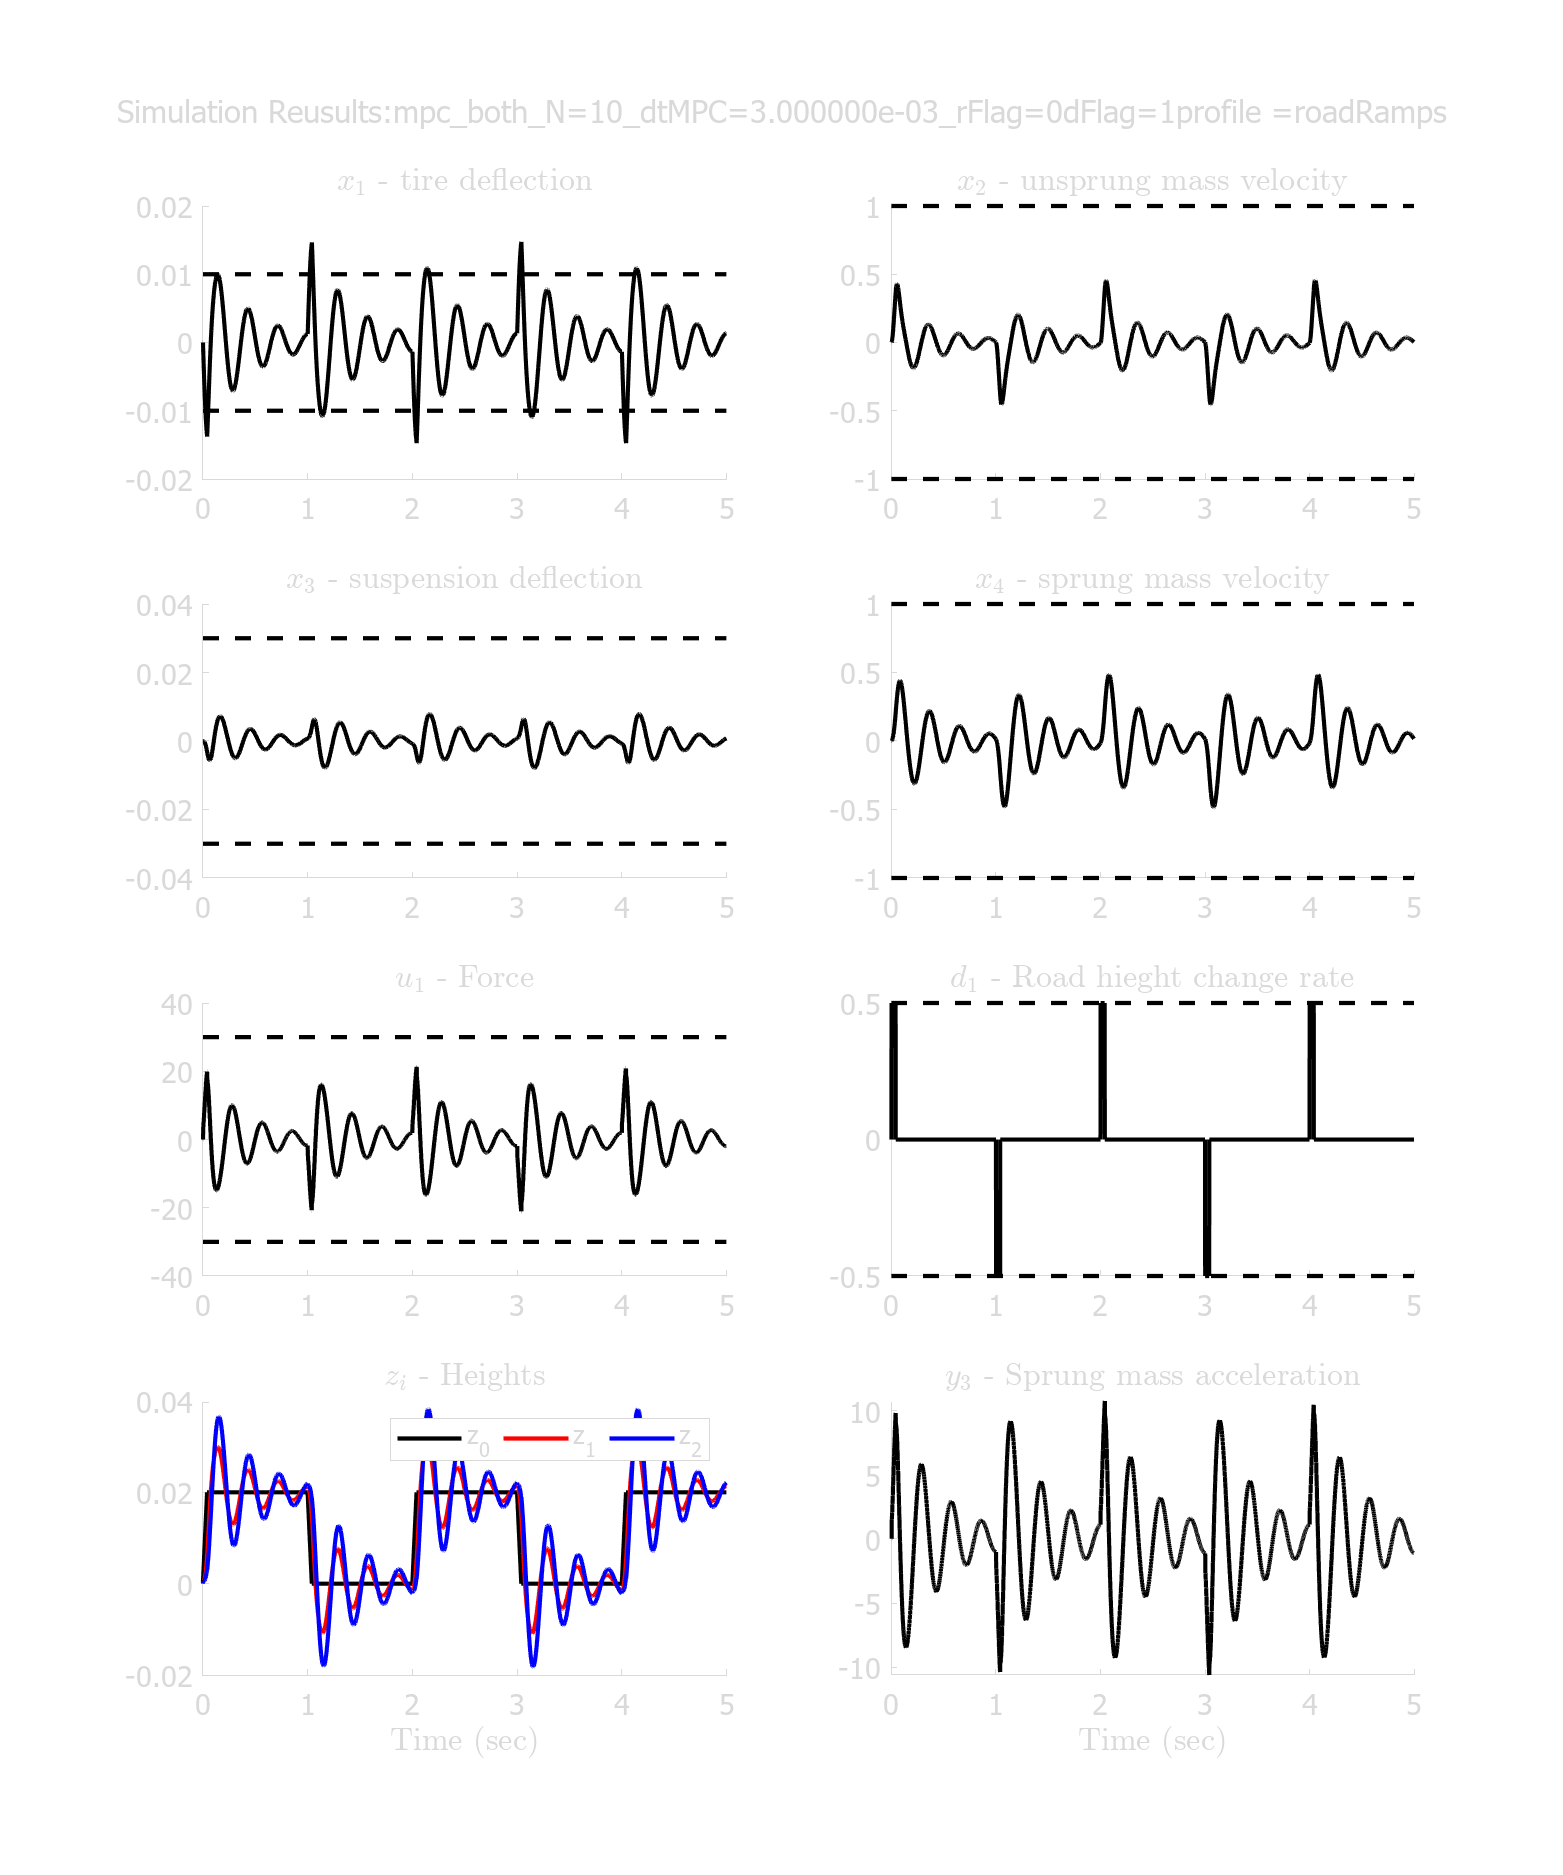 Simulation Reusults:mpc_both_N=10_dtMPC=3.000000e-03_rFlag=0dFlag=1profile =roadRamps
x1 - tire deflection
0.02
0.01
0
-0.01
-0.02
0 1 2 3 4 5
x2 - unsprung mass velocity
1
0.5
0
-0.5
-1
0 1 2 3 4 5
x3 - suspension deflection
0.04
0.02
0
-0.02
-0.04
0 1 2 3 4 5
x4 - sprung mass velocity
1
0.5
0
-0.5
-1
0 1 2 3 4 5
u1 - Force
40
20
0
-20
-40
0 1 2 3 4 5
d1 - Road hieght change rate
0.5
0
-0.5
0 1 2 3 4 5
zi - Heights
0.04
0.02
0
-0.02
z0 z1 z2
0 1 2 3 4 5
Time (sec)
y3 - Sprung mass acceleration
10
5
0
-5
-10
0 1 2 3 4 5
Time (sec)